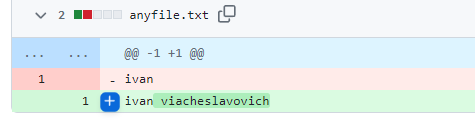 2 anyfile.txt
... ... @@ -1 +1 @@
1 - ivan
1 + ivan viacheslavovich